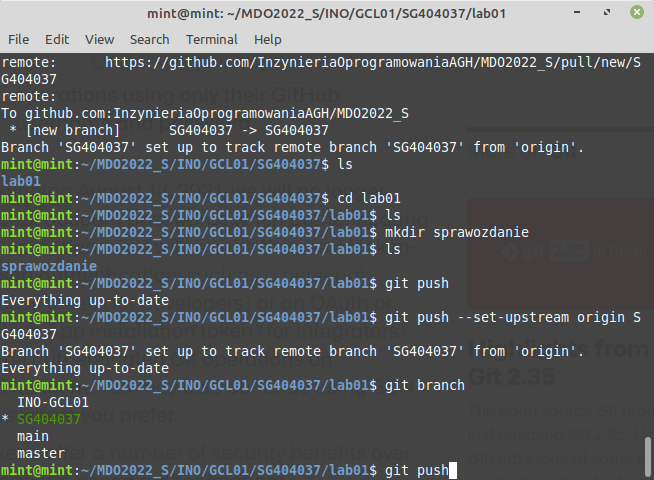 mint@mint: ~/MDO2022_S/INO/GCL01/SG404037/lab01
File Edit View Search Terminal Help
remote:      https://github.com/InzynieriaOprogramowaniaAGH/MDO2022_S/pull/new/S
G404037
remote:
To github.com:InzynieriaOprogramowaniaAGH/MDO2022_S
 * [new branch]      SG404037 -> SG404037
Branch 'SG404037' set up to track remote branch 'SG404037' from 'origin'.
mint@mint:~/MDO2022_S/INO/GCL01/SG404037$ ls
lab01
mint@mint:~/MDO2022_S/INO/GCL01/SG404037$ cd lab01
mint@mint:~/MDO2022_S/INO/GCL01/SG404037/lab01$ ls
mint@mint:~/MDO2022_S/INO/GCL01/SG404037/lab01$ mkdir sprawozdanie
mint@mint:~/MDO2022_S/INO/GCL01/SG404037/lab01$ ls
sprawozdanie
mint@mint:~/MDO2022_S/INO/GCL01/SG404037/lab01$ git push
Everything up-to-date
mint@mint:~/MDO2022_S/INO/GCL01/SG404037/lab01$ git push --set-upstream origin S
G404037
Branch 'SG404037' set up to track remote branch 'SG404037' from 'origin'.
Everything up-to-date
mint@mint:~/MDO2022_S/INO/GCL01/SG404037/lab01$ git branch
  INO-GCL01
* SG404037
  main
  master
mint@mint:~/MDO2022_S/INO/GCL01/SG404037/lab01$ git push